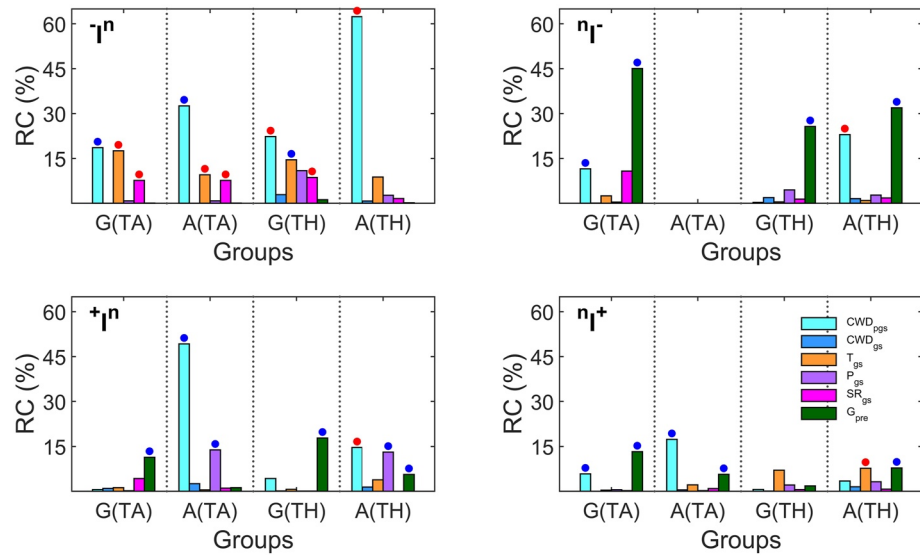 -Iⁿ
RC (%)
60
45
30
15
G(TA) A(TA) G(TH) A(TH)
Groups
ⁿI-
RC (%)
60
45
30
15
G(TA) A(TA) G(TH) A(TH)
Groups
+Iⁿ
RC (%)
60
45
30
15
G(TA) A(TA) G(TH) A(TH)
Groups
ⁿI+
RC (%)
60
45
30
15
G(TA) A(TA) G(TH) A(TH)
Groups
CWDpgs
CWDgs
Tgs
Pgs
SRgs
Gpre